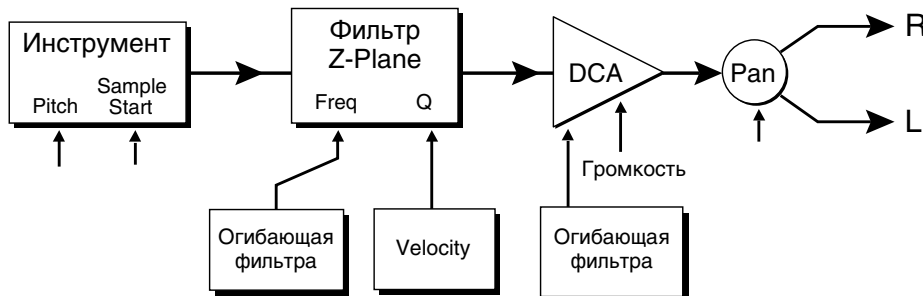 Инструмент
Pitch
Sample
Start
Фильтр
Z-Plane
Freq
Q
DCA
Pan
R
L
Громкость
Огибающая
фильтра
Velocity
Огибающая
фильтра